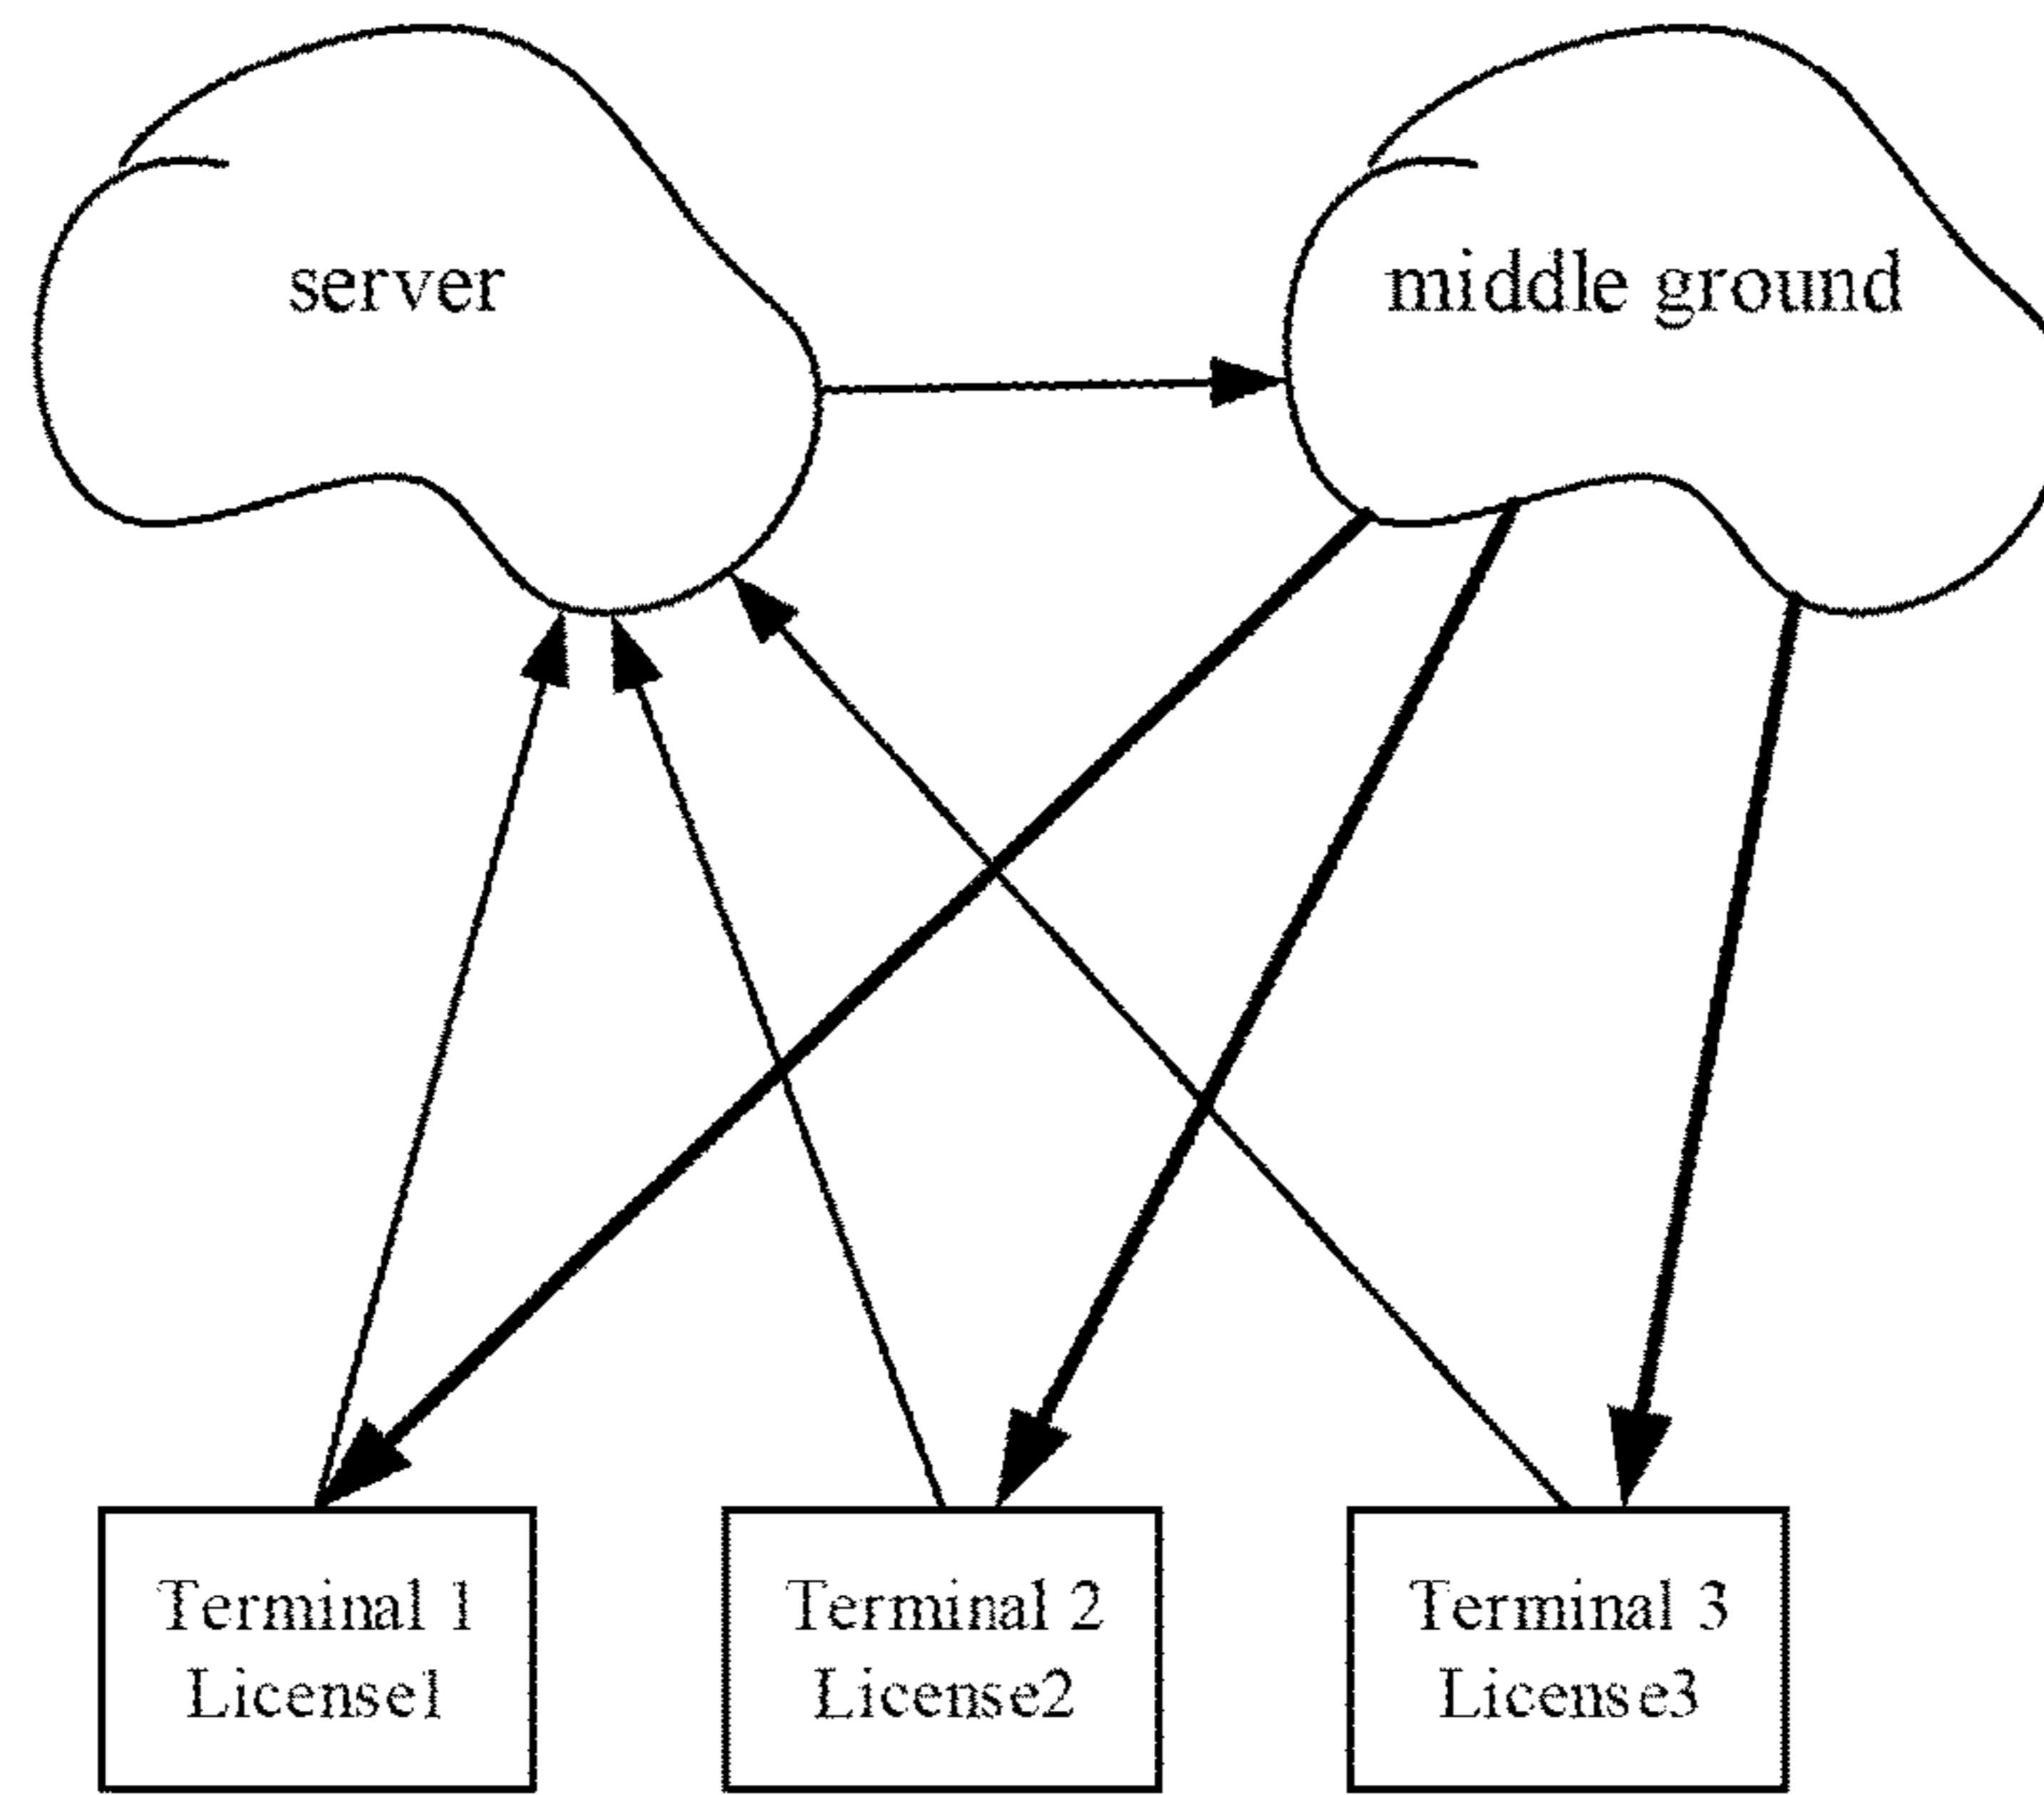 server
middle ground
Terminal 1
License1
Terminal 2
License2
Terminal 3
License3